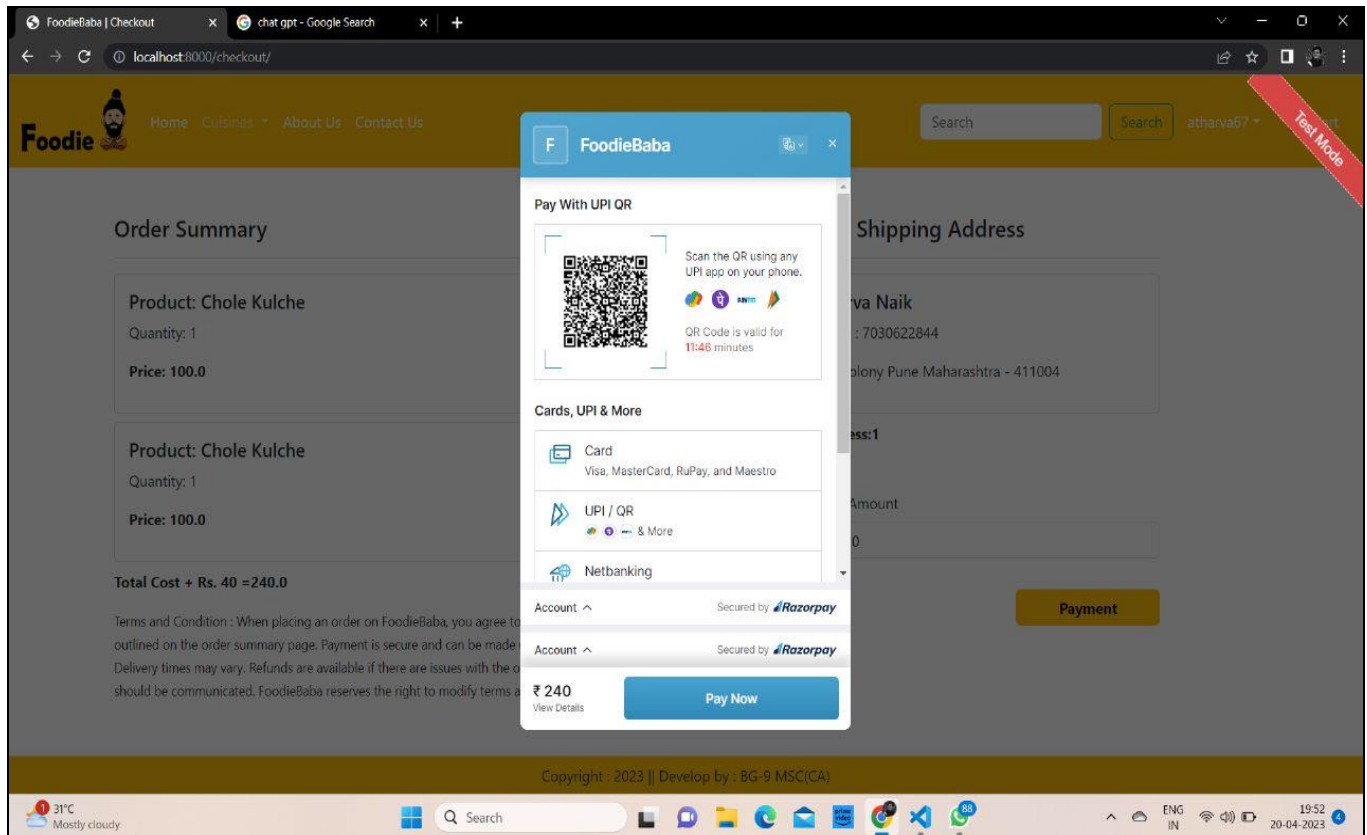 FoodieBaba | Checkout
chat gpt - Google Search
localhost:8000/checkout/
Foodie
Home Cuisines About Us Contact Us
Search
Search
atharva67
Test Mode
F FoodieBaba
Pay With UPI QR
Scan the QR using any
UPI app on your phone.
paytm
QR Code is valid for
11:46 minutes
Cards, UPI & More
Card
Visa, MasterCard, RuPay, and Maestro
UPI / QR
& More
Netbanking
Account
Secured by Razorpay
Account
Secured by Razorpay
₹ 240
View Details
Pay Now
Order Summary
Product: Chole Kulche
Quantity: 1
Price: 100.0
Product: Chole Kulche
Quantity: 1
Price: 100.0
Total Cost + Rs. 40 =240.0
Terms and Condition : When placing an order on FoodieBaba, you agree to
outlined on the order summary page. Payment is secure and can be made
Delivery times may vary. Refunds are available if there are issues with the o
should be communicated. FoodieBaba reserves the right to modify terms a
Shipping Address
va Naik
: 7030622844
olony Pune Maharashtra - 411004
ess:1
Amount
0
Payment
Copyright : 2023 || Develop by : BG-9 MSC(CA)
1
31°C
Mostly cloudy
Search
prime video
88
ENG
IN
19:52
20-04-2023
4